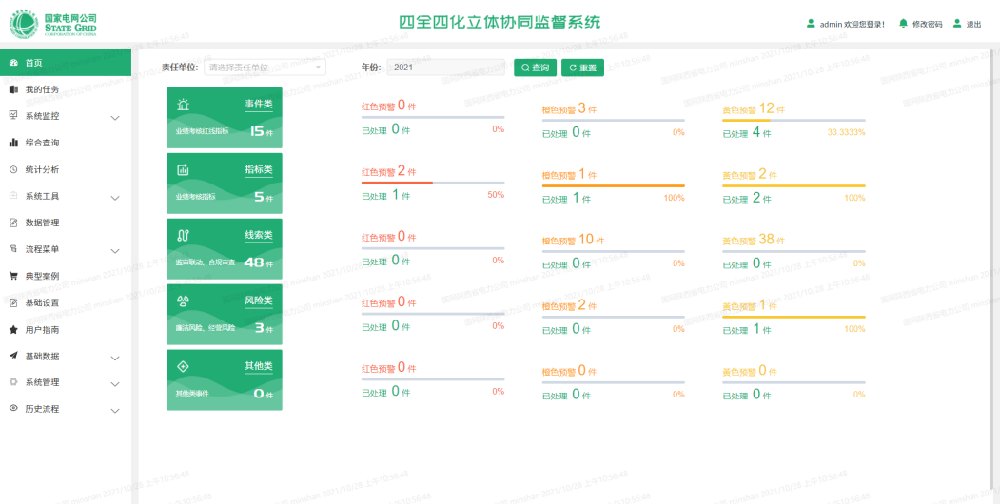 国家电网公司
STATE GRID
CORPORATION OF CHINA
四全四化立体协同监督系统
admin 欢迎您登录! 修改密码 退出
首页
我的任务
系统监控
综合查询
统计分析
系统工具
数据管理
流程菜单
典型案例
基础设置
用户指南
基础数据
系统管理
历史流程
责任单位: 请选择责任单位 年份: 2021 查询 重置
事件类
业绩考核红线指标 15 件
红色预警 0 件
已处理 0 件 0%
橙色预警 3 件
已处理 0 件 0%
黄色预警 12 件
已处理 4 件 33.3333%
指标类
业绩考核指标 5 件
红色预警 2 件
已处理 1 件 50%
橙色预警 1 件
已处理 1 件 100%
黄色预警 2 件
已处理 2 件 100%
线索类
监审联动、合规审查 48 件
红色预警 0 件
已处理 0 件 0%
橙色预警 10 件
已处理 0 件 0%
黄色预警 38 件
已处理 0 件 0%
风险类
廉洁风险、经营风险 3 件
红色预警 0 件
已处理 0 件 0%
橙色预警 2 件
已处理 0 件 0%
黄色预警 1 件
已处理 1 件 100%
其他类
其他类事件 0 件
红色预警 0 件
已处理 0 件 0%
橙色预警 0 件
已处理 0 件 0%
黄色预警 0 件
已处理 0 件 0%